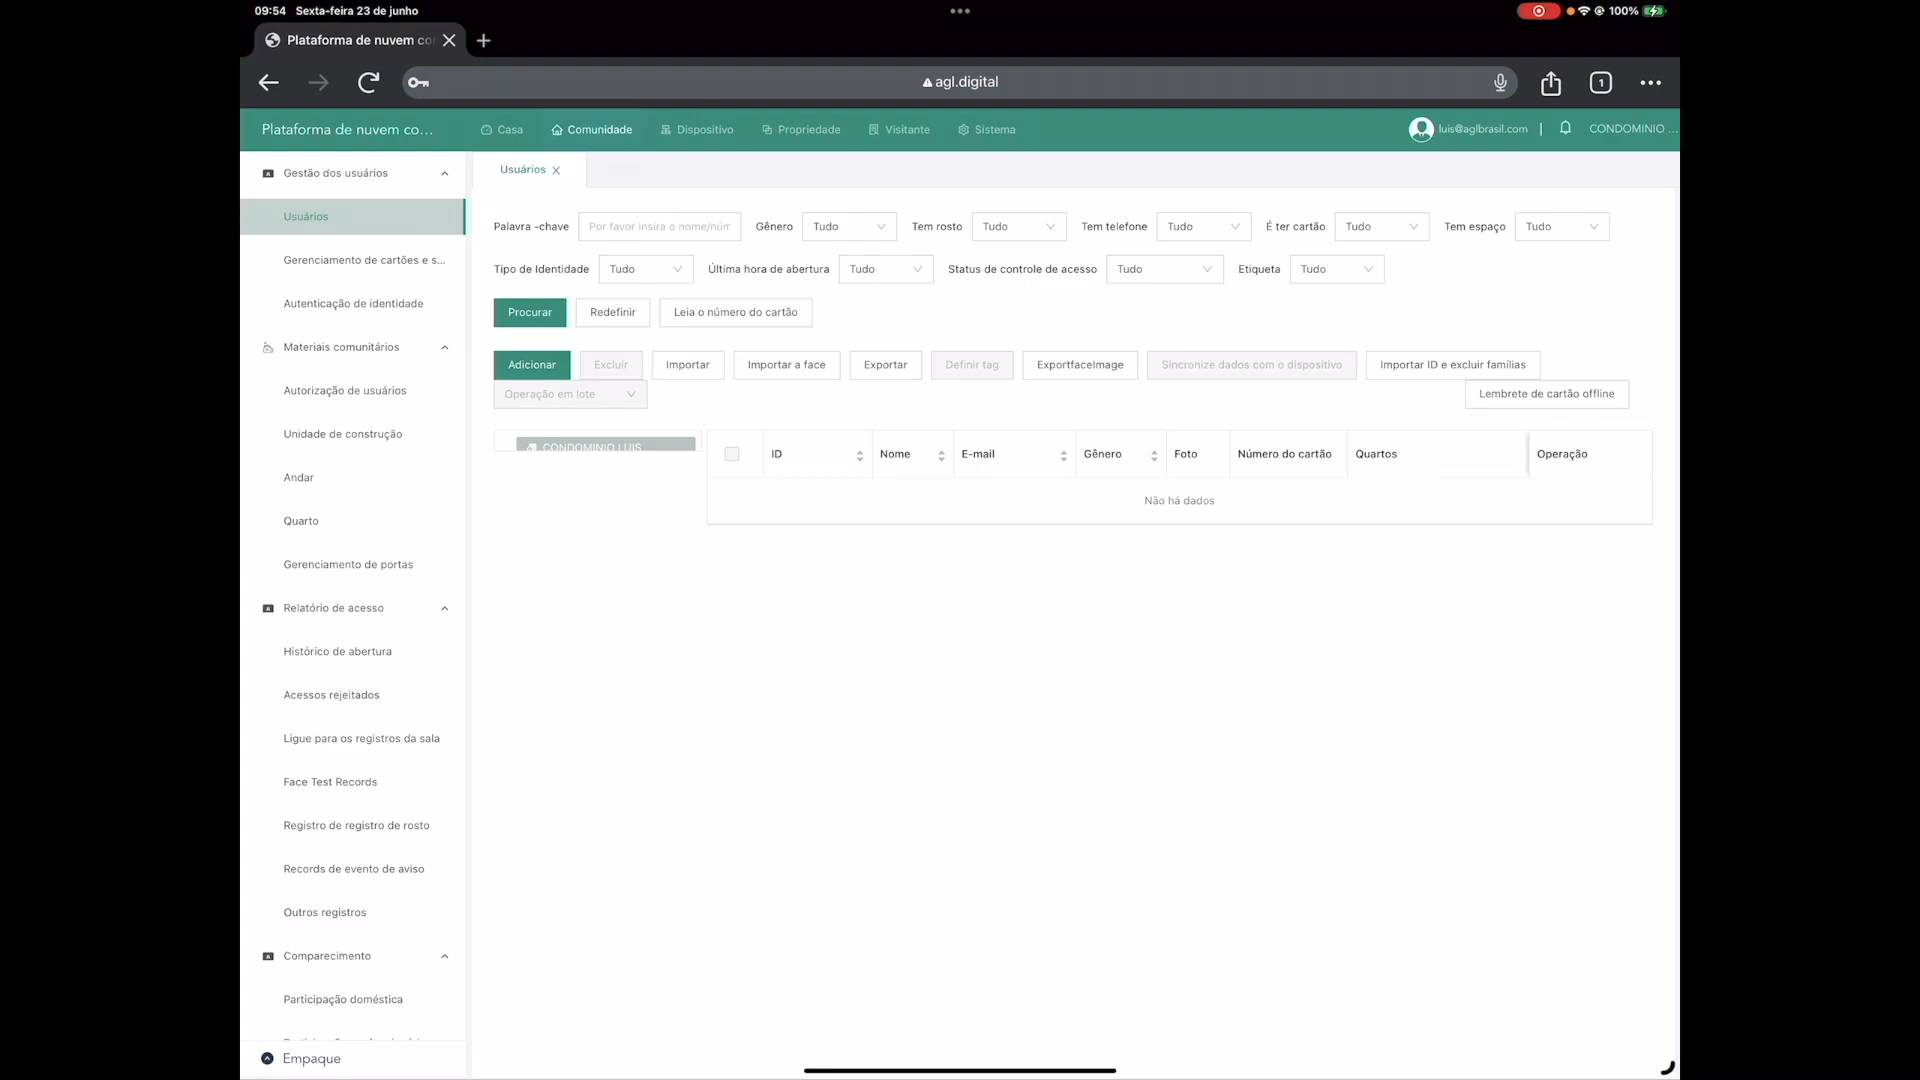 09:54 Sexta-feira 23 de junho
100%
Plataforma de nuvem co
agl.digital
1
Plataforma de nuvem co...
Casa
Comunidade
Dispositivo
Propriedade
Visitante
Sistema
luis@aglbrasil.com
CONDOMINIO ...
Gestão dos usuários
Usuários
Gerenciamento de cartões e s...
Autenticação de identidade
Materiais comunitários
Autorização de usuários
Unidade de construção
Andar
Quarto
Gerenciamento de portas
Relatório de acesso
Histórico de abertura
Acessos rejeitados
Ligue para os registros da sala
Face Test Records
Registro de registro de rosto
Records de evento de aviso
Outros registros
Comparecimento
Participação doméstica
Empaque
Usuários
Palavra -chave Por favor insira o nome/núm Gênero Tudo Tem rosto Tudo Tem telefone Tudo É ter cartão Tudo Tem espaço Tudo
Tipo de Identidade Tudo Última hora de abertura Tudo Status de controle de acesso Tudo Etiqueta Tudo
Procurar Redefinir Leia o número do cartão
Adicionar Excluir Importar Importar a face Exportar Definir tag ExportfaceImage Sincronize dados com o dispositivo Importar ID e excluir famílias
Operação em lote Lembrete de cartão offline
CONDOMINIO LUIS
ID Nome E-mail Gênero Foto Número do cartão Quartos Operação
Não há dados